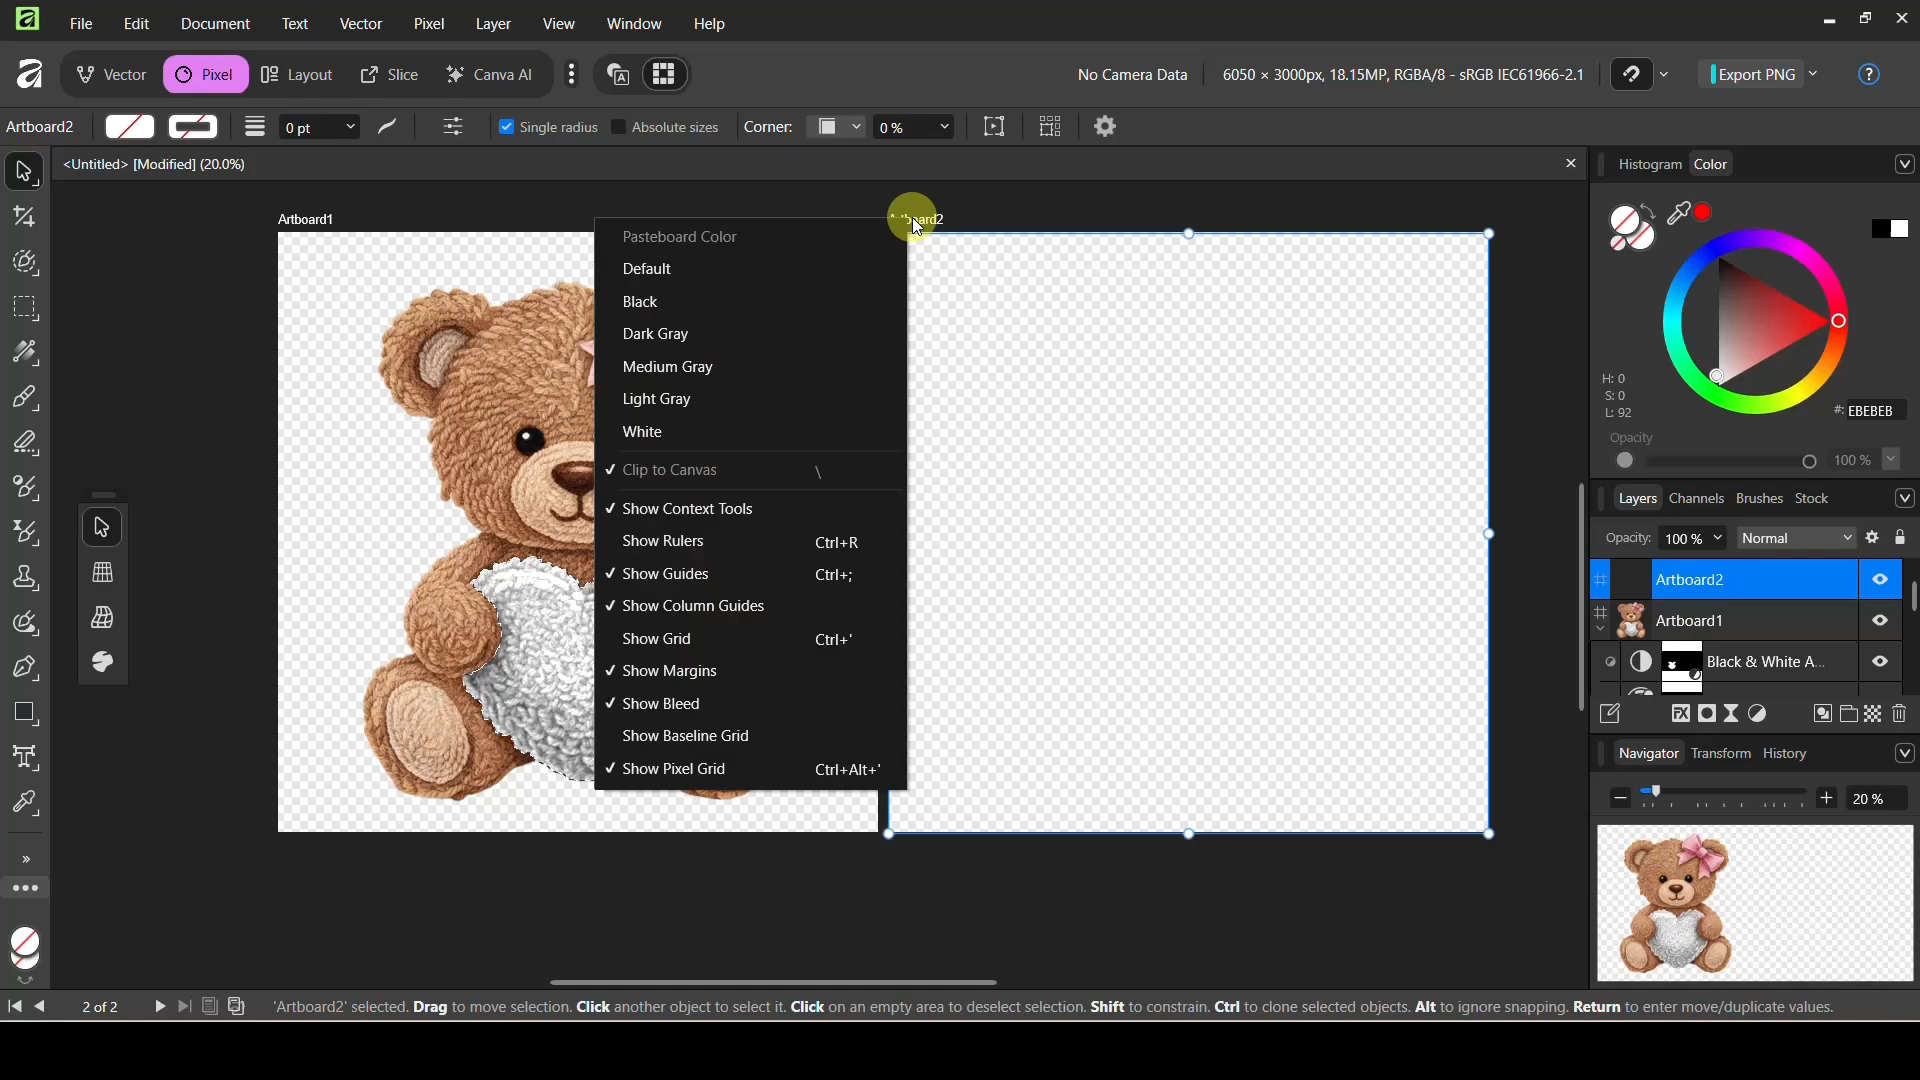 File Edit Document Text Vector Pixel Layer View Window Help
Vector Pixel Layout Slice Canva AI No Camera Data 6050 × 3000px, 18.15MP, RGBA/8 - sRGB IEC61966-2.1 Export PNG ?
Artboard2 0 pt Single radius Absolute sizes Corner: 0 %
<Untitled> [Modified] (20.0%)
Histogram Color
Artboard1
Pasteboard Color
Default
Black
Dark Gray
Medium Gray
Light Gray
White
Clip to Canvas \
Show Context Tools
Show Rulers Ctrl+R
Show Guides Ctrl+;
Show Column Guides
Show Grid Ctrl+'
Show Margins
Show Bleed
Show Baseline Grid
Show Pixel Grid Ctrl+Alt+'
H: 0
S: 0
L: 92
#: EBEBEB
Opacity
100 %
Layers Channels Brushes Stock
Opacity: 100 % Normal
Artboard2
Artboard1
Black & White A...
Navigator Transform History
20 %
2 of 2 'Artboard2' selected. Drag to move selection. Click another object to select it. Click on an empty area to deselect selection. Shift to constrain. Ctrl to clone selected objects. Alt to ignore snapping. Return to enter move/duplicate values.